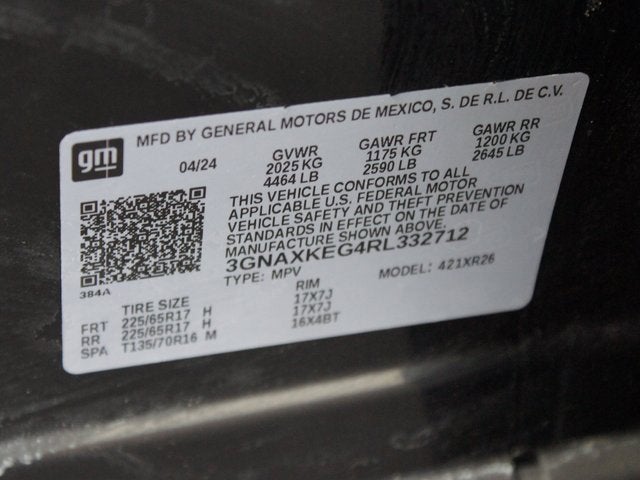 gm
MFD BY GENERAL MOTORS DE MEXICO, S. DE R.L. DE C.V.
04/24 GVWR GAWR FRT GAWR RR
2025 KG 1175 KG 1200 KG
4464 LB 2590 LB 2645 LB
THIS VEHICLE CONFORMS TO ALL
APPLICABLE U.S. FEDERAL MOTOR
VEHICLE SAFETY AND THEFT PREVENTION
STANDARDS IN EFFECT ON THE DATE OF
MANUFACTURE SHOWN ABOVE.
3GNAXKEG4RL332712
TYPE: MPV MODEL: 421XR26
384A
TIRE SIZE RIM
FRT 225/65R17 H 17X7J
RR 225/65R17 H 17X7J
SPA T135/70R16 M 16X4BT